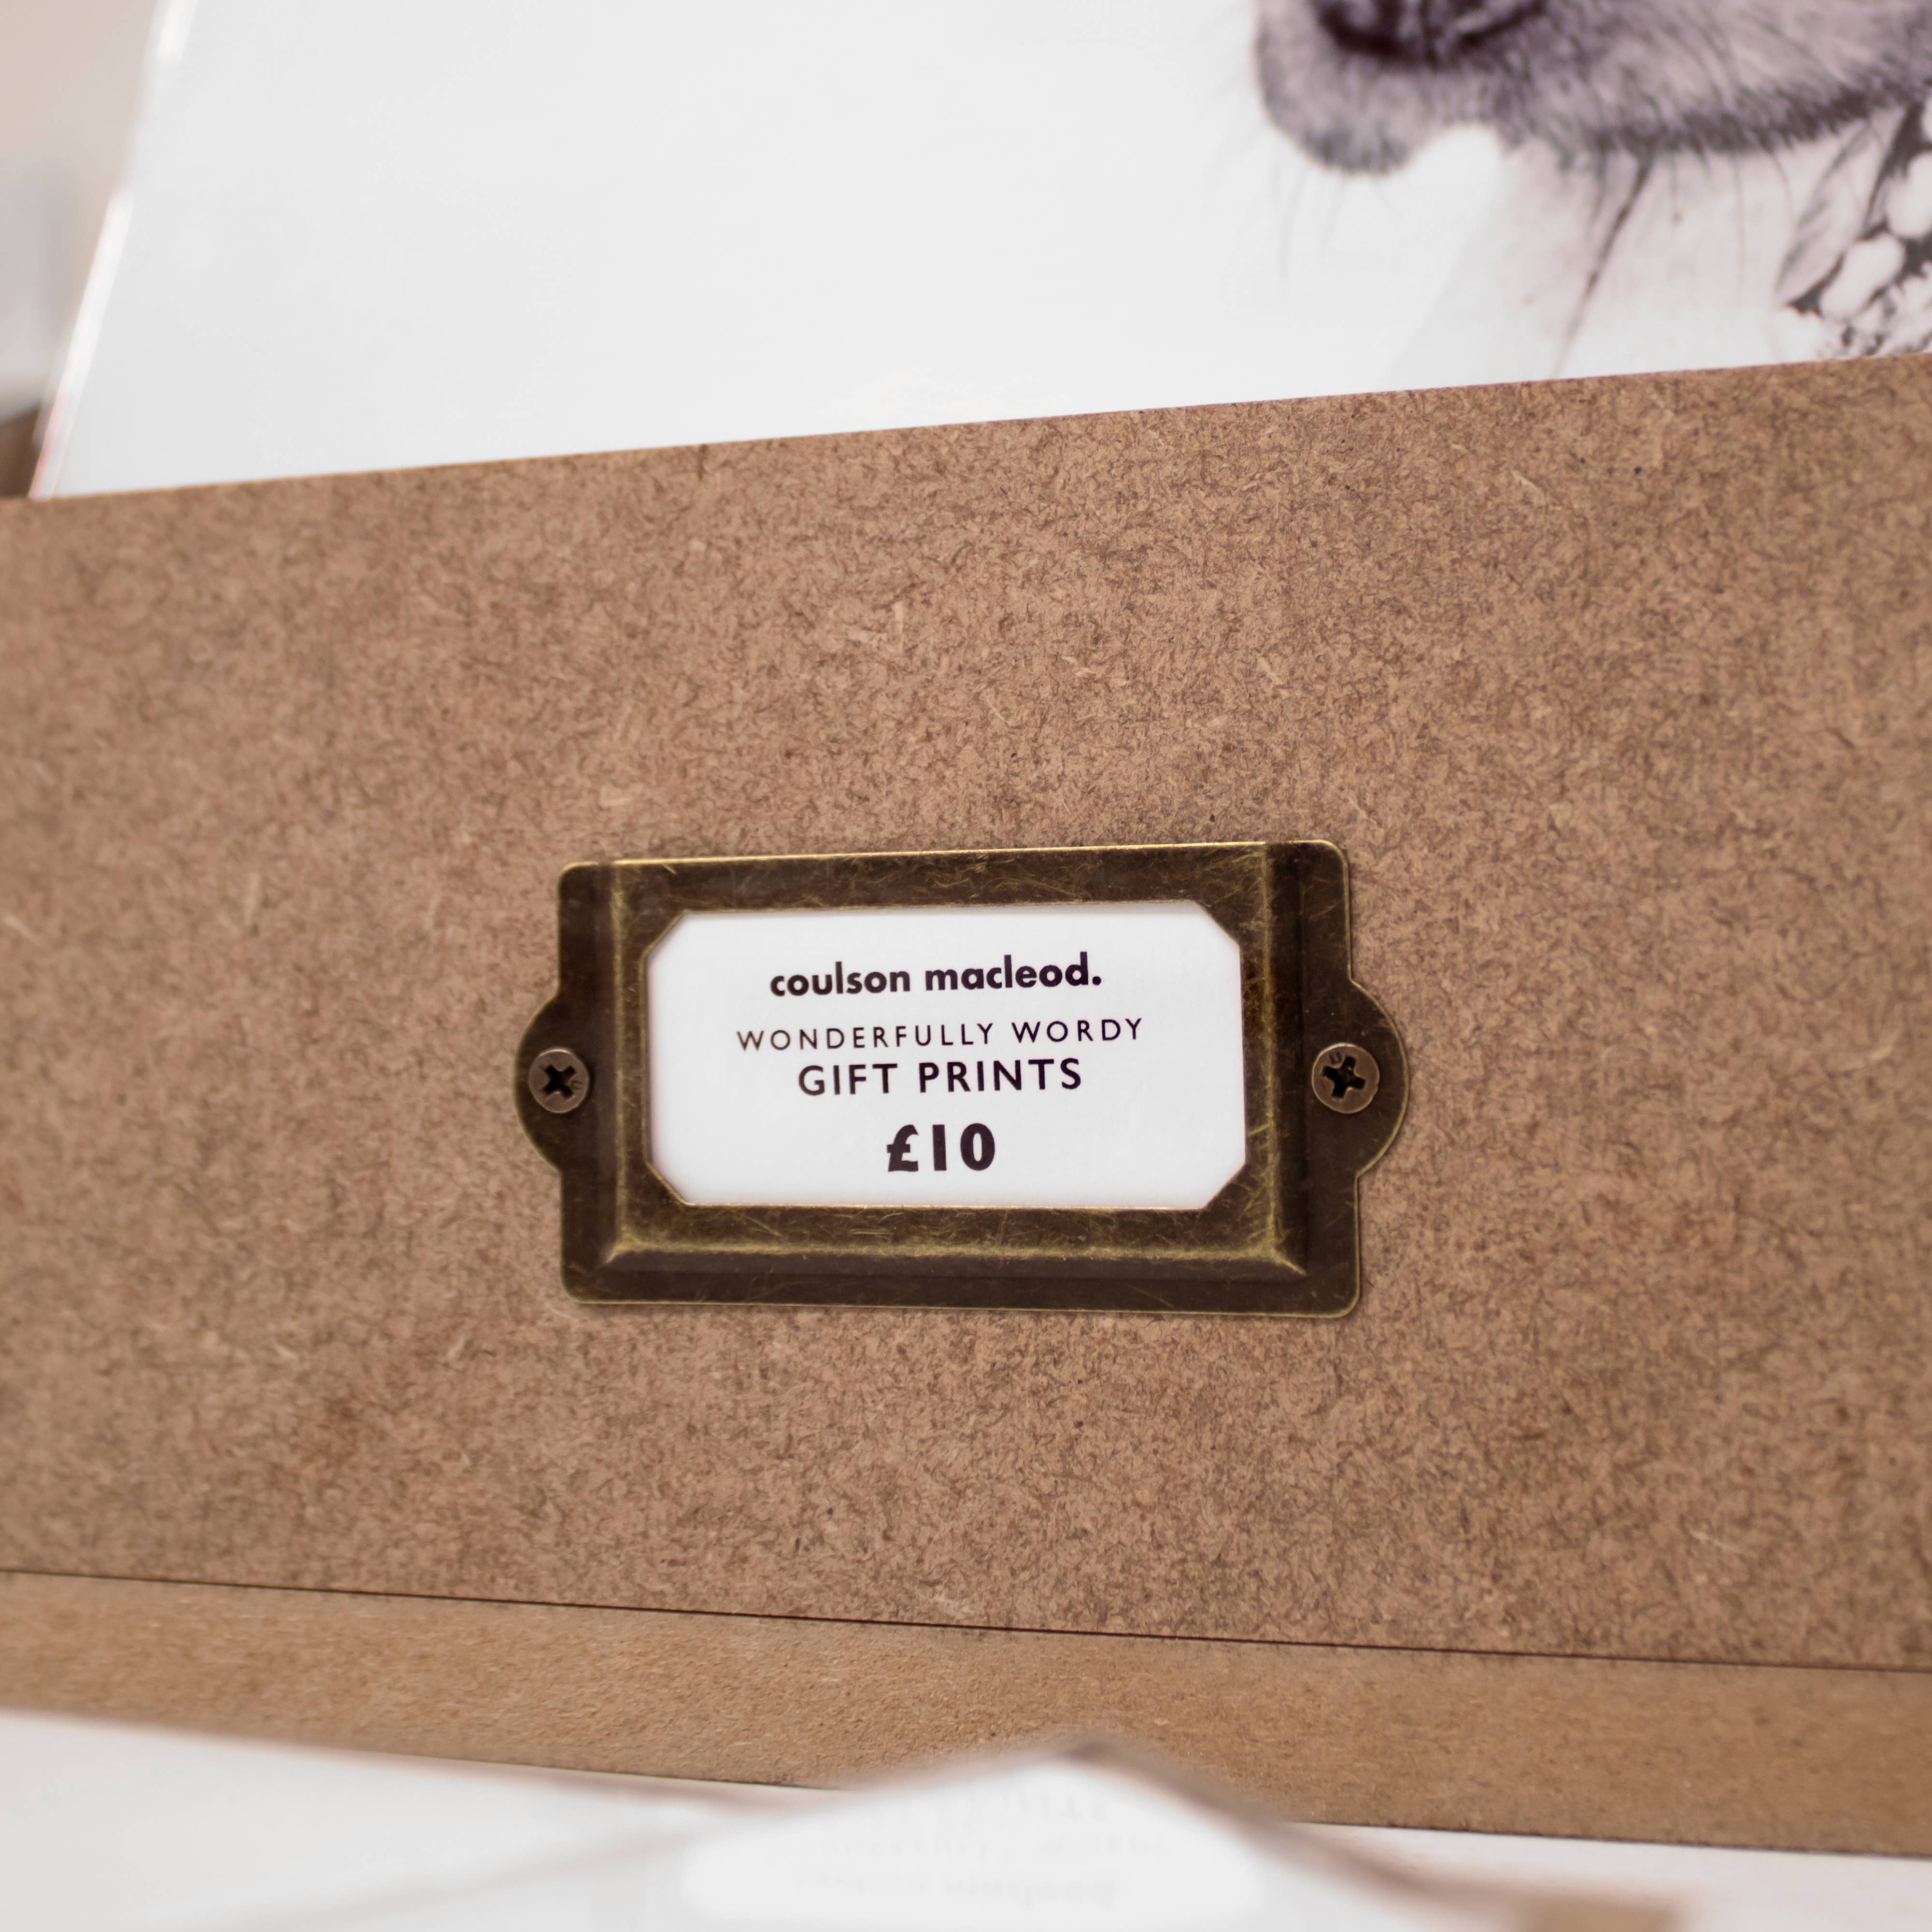 coulson macleod.
WONDERFULLY WORDY
GIFT PRINTS
£10